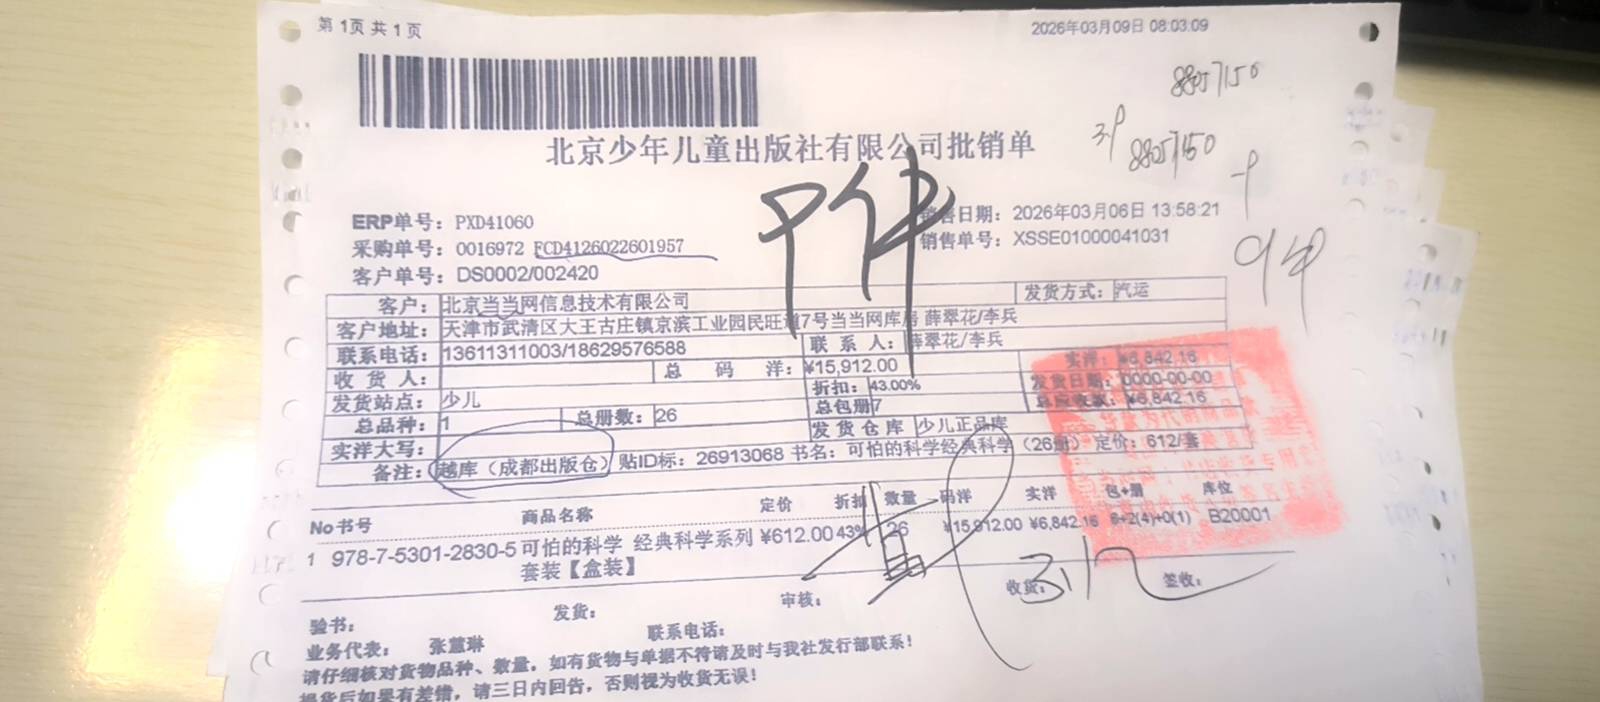 第 1页 共 1 页
2026年03月09日 08:03:09
88057150
88057150
北京少年儿童出版社有限公司批销单
ERP单号： PXD41060
销售日期： 2026年03月06日 13:58:21
采购单号： 0016972 FCD4126022601957
销售单号： XSSE01000041031
客户单号： DS0002/002420
客户： 北京当当网信息技术有限公司 发货方式： 汽运
客户地址： 天津市武清区大王古庄镇京滨工业园民旺道7号当当网库房 薛翠花/李兵
联系电话： 13611311003/18629576588 联 系 人： 薛翠花/李兵
收 货 人： 总 码 洋： ¥15,912.00 实洋： ¥6,842.16
发货站点： 少儿 折扣： 43.00% 发货日期： 0000-00-00
总品种： 1 总册数： 26 总包册 7 总应收款： ¥6,842.16
实洋大写： 发 货 仓 库 少儿正品库
备注： 越库（成都出版仓）贴ID标：26913068 书名：可怕的科学经典科学（26册）定价：612/套
No 书号 商品名称 定价 折扣 数量 码洋 实洋 包+册 库位
1 978-7-5301-2830-5 可怕的科学 经典科学系列 ¥612.00 43% 26 ¥15,912.00 ¥6,842.16 6+2(4)+0(1) B20001
套装【盒装】
验书： 发货： 审核： 收货： 签收：
业务代表： 张慧琳 联系电话：
请仔细核对货物品种、数量，如有货物与单据不符请及时与我社发行部联系！
提货后如果有差错，请三日内回告，否则视为收货无误！